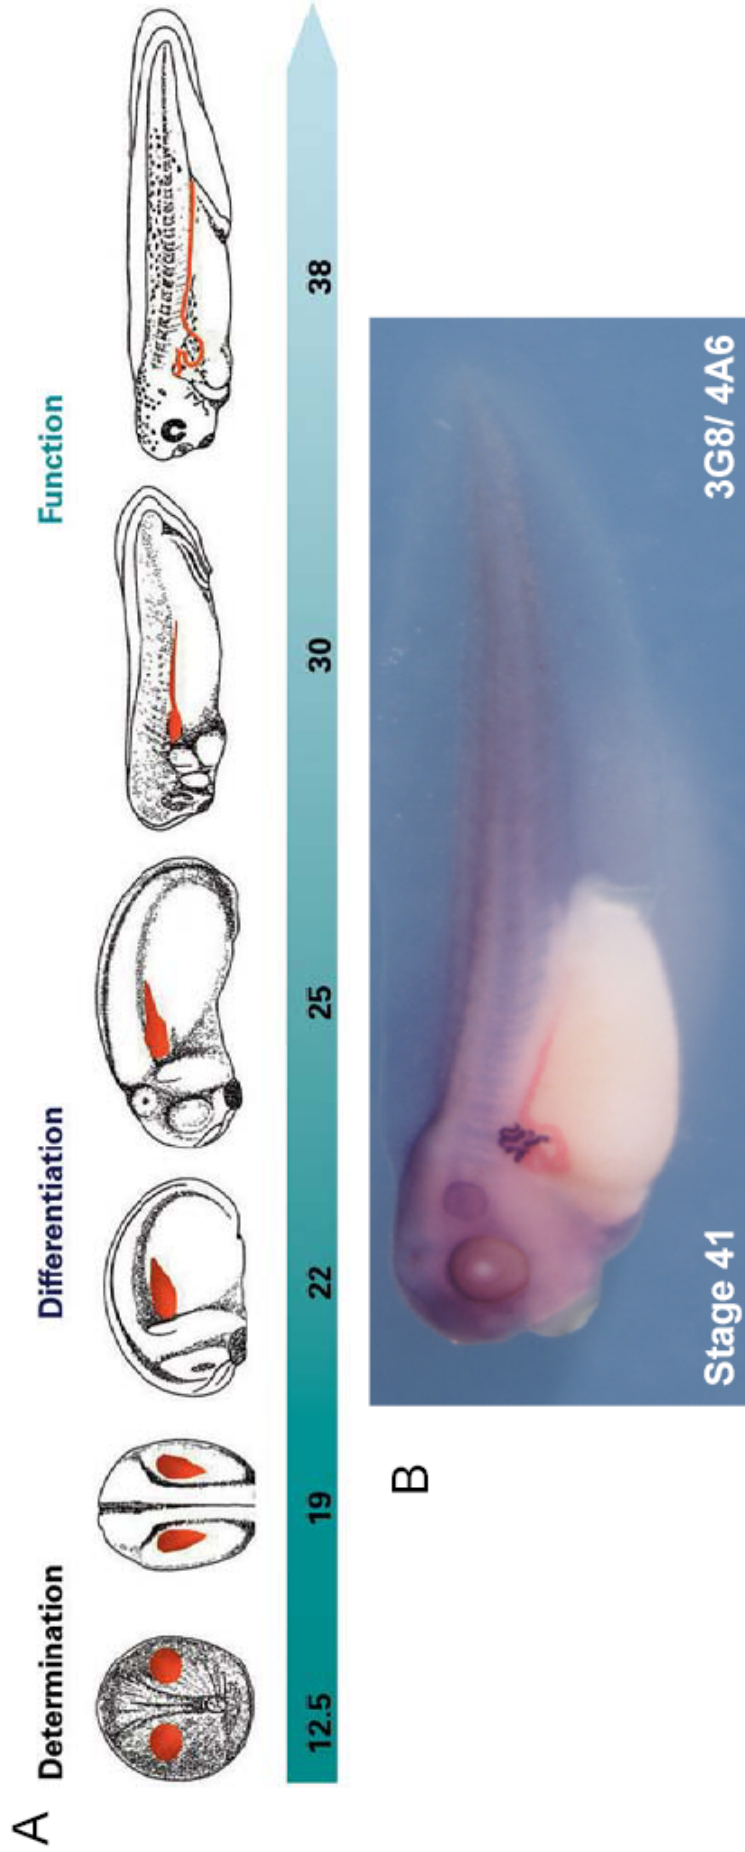 A
Determination
Differentiation
Function
12.5 19 22 25 30 38
B
Stage 41
3G8/ 4A6